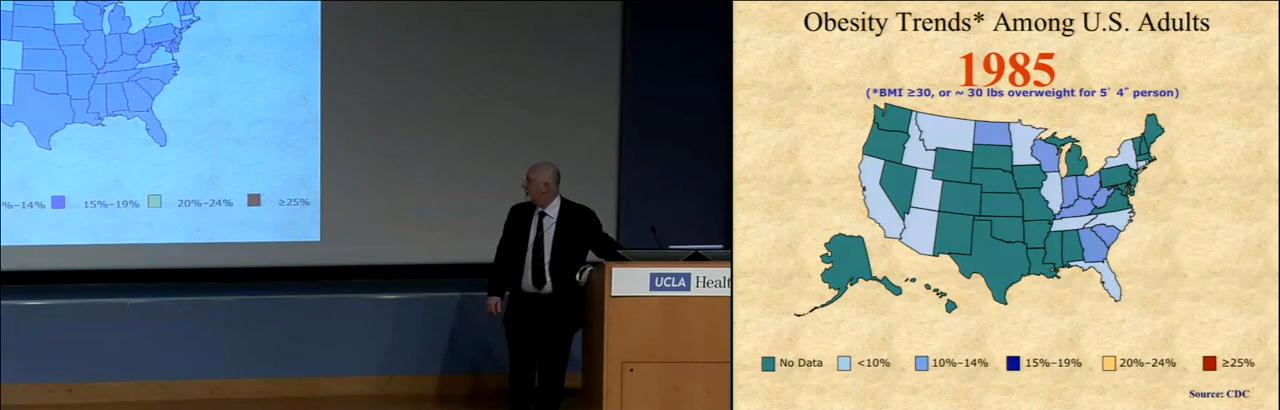 %–14%
15%–19%
20%–24%
≥25%
UCLA Healt
Obesity Trends* Among U.S. Adults
1985
(*BMI ≥30, or ~ 30 lbs overweight for 5' 4" person)
No Data
<10%
10%–14%
15%–19%
20%–24%
≥25%
Source: CDC